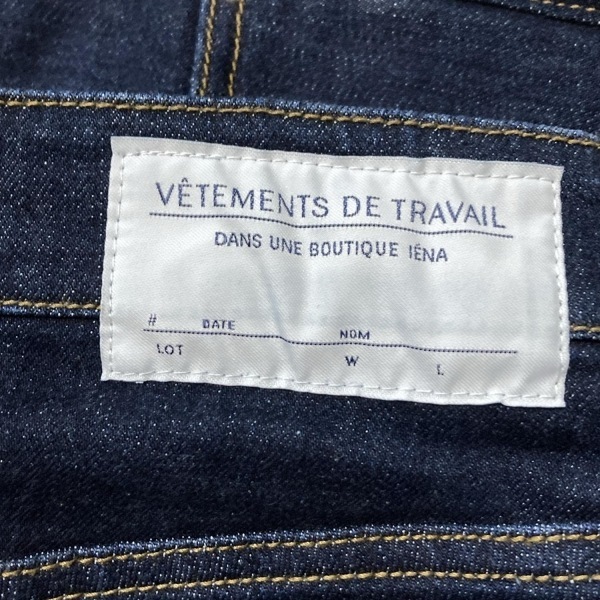 VÊTEMENTS DE TRAVAIL
DANS UNE BOUTIQUE IÉNA
# DATE NOM
LOT W L